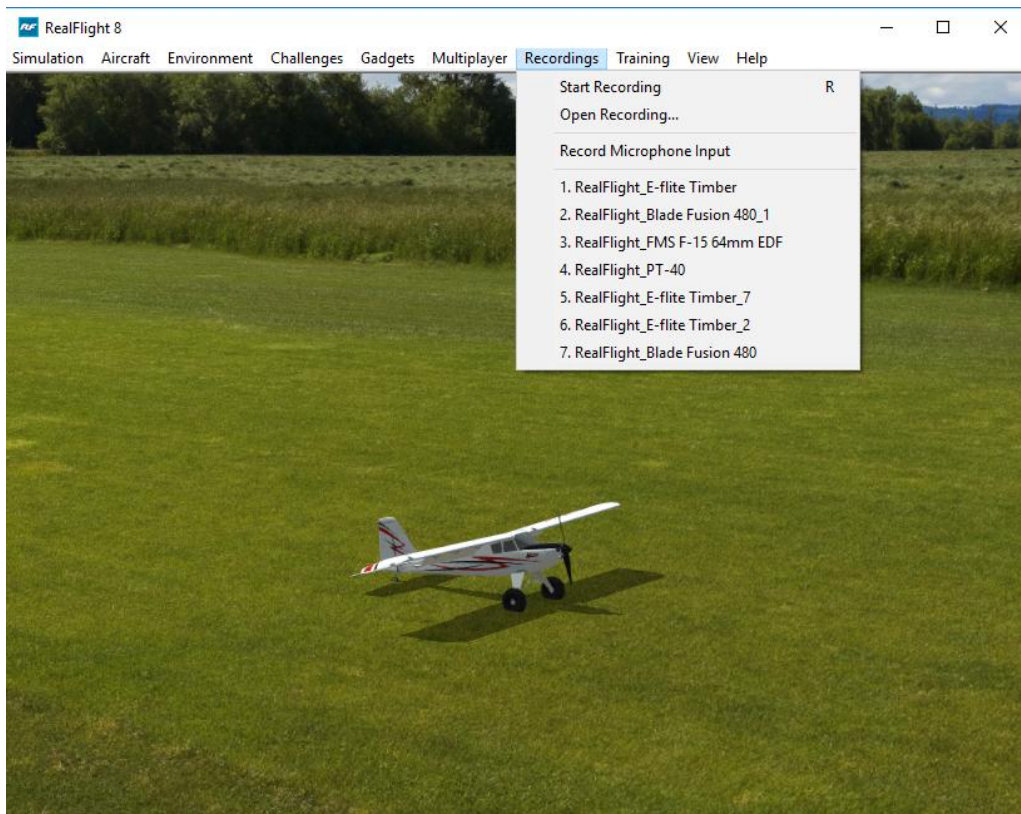 RF RealFlight 8
Simulation Aircraft Environment Challenges Gadgets Multiplayer Recordings Training View Help
Start Recording R
Open Recording...
Record Microphone Input
1. RealFlight_E-flite Timber
2. RealFlight_Blade Fusion 480_1
3. RealFlight_FMS F-15 64mm EDF
4. RealFlight_PT-40
5. RealFlight_E-flite Timber_7
6. RealFlight_E-flite Timber_2
7. RealFlight_Blade Fusion 480